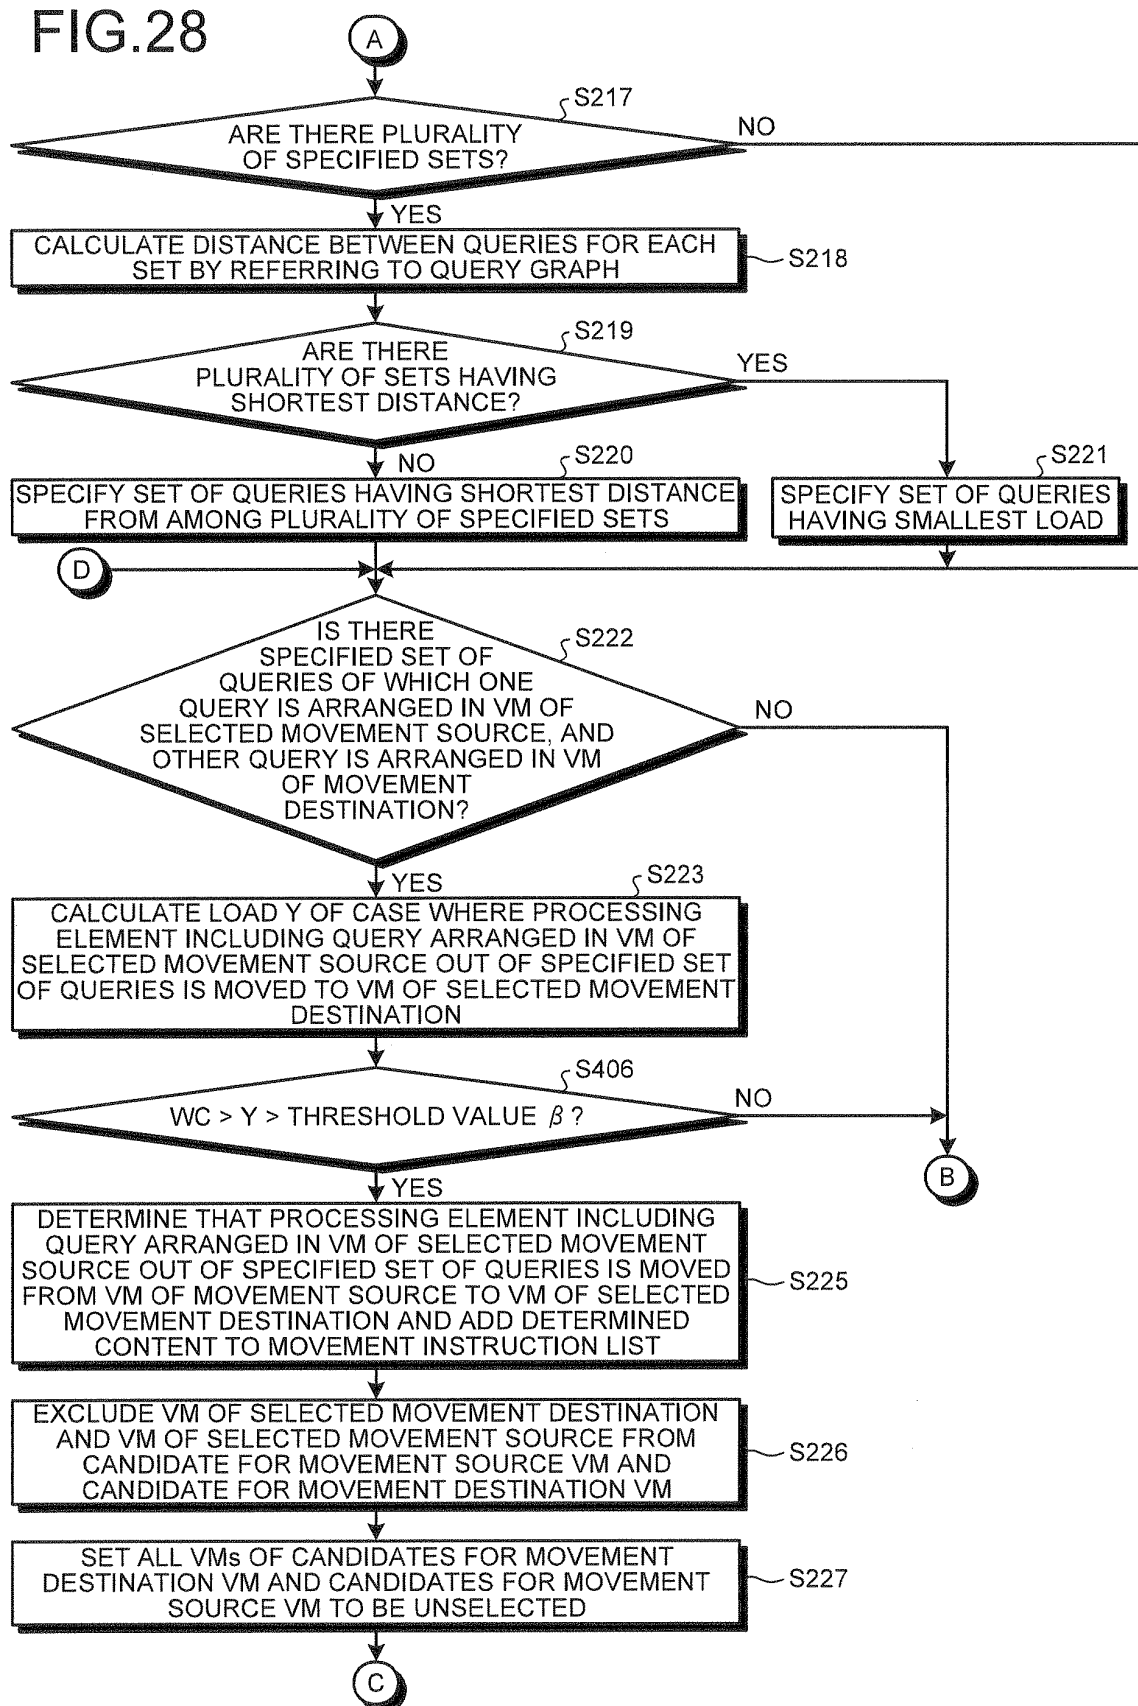 FIG.28
A
S217
ARE THERE PLURALITY
OF SPECIFIED SETS?
NO
YES
CALCULATE DISTANCE BETWEEN QUERIES FOR EACH
SET BY REFERRING TO QUERY GRAPH
S218
S219
ARE THERE
PLURALITY OF SETS HAVING
SHORTEST DISTANCE?
YES
NO
S220
SPECIFY SET OF QUERIES HAVING SHORTEST DISTANCE
FROM AMONG PLURALITY OF SPECIFIED SETS
S221
SPECIFY SET OF QUERIES
HAVING SMALLEST LOAD
D
S222
IS THERE
SPECIFIED SET OF
QUERIES OF WHICH ONE
QUERY IS ARRANGED IN VM OF
SELECTED MOVEMENT SOURCE, AND
OTHER QUERY IS ARRANGED IN VM
OF MOVEMENT
DESTINATION?
NO
YES
S223
CALCULATE LOAD Y OF CASE WHERE PROCESSING
ELEMENT INCLUDING QUERY ARRANGED IN VM OF
SELECTED MOVEMENT SOURCE OUT OF SPECIFIED SET
OF QUERIES IS MOVED TO VM OF SELECTED MOVEMENT
DESTINATION
S406
WC > Y > THRESHOLD VALUE β ?
NO
B
YES
DETERMINE THAT PROCESSING ELEMENT INCLUDING
QUERY ARRANGED IN VM OF SELECTED MOVEMENT
SOURCE OUT OF SPECIFIED SET OF QUERIES IS MOVED
FROM VM OF MOVEMENT SOURCE TO VM OF SELECTED
MOVEMENT DESTINATION AND ADD DETERMINED
CONTENT TO MOVEMENT INSTRUCTION LIST
S225
EXCLUDE VM OF SELECTED MOVEMENT DESTINATION
AND VM OF SELECTED MOVEMENT SOURCE FROM
CANDIDATE FOR MOVEMENT SOURCE VM AND
CANDIDATE FOR MOVEMENT DESTINATION VM
S226
SET ALL VMs OF CANDIDATES FOR MOVEMENT
DESTINATION VM AND CANDIDATES FOR MOVEMENT
SOURCE VM TO BE UNSELECTED
S227
C